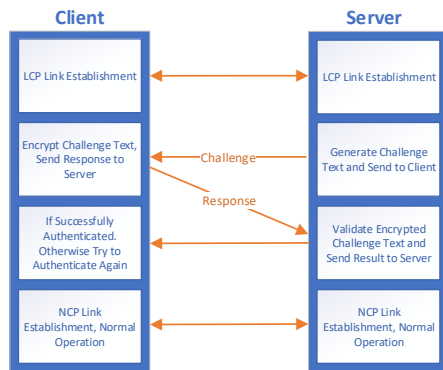 Client
Server
LCP Link Establishment
LCP Link Establishment
Encrypt Challenge Text,
Send Response to
Server
Challenge
Generate Challenge
Text and Send to Client
Response
If Successfully
Authenticated.
Otherwise Try to
Authenticate Again
Validate Encrypted
Challenge Text and
Send Result to Server
NCP Link
Establishment, Normal
Operation
NCP Link
Establishment, Normal
Operation